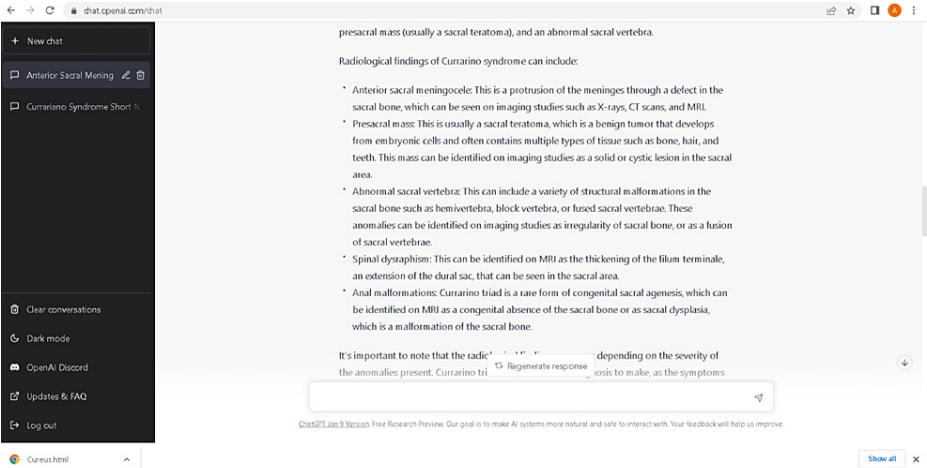 chat.openai.com/chat
A
+ New chat
Anterior Sacral Mening
Currariano Syndrome Short N
Clear conversations
Dark mode
OpenAI Discord
Updates & FAQ
Log out
presacral mass (usually a sacral teratoma), and an abnormal sacral vertebra.
Radiological findings of Currarino syndrome can include:
Anterior sacral meningocele: This is a protrusion of the meninges through a defect in the
sacral bone, which can be seen on imaging studies such as X-rays, CT scans, and MRI.
Presacral mass: This is usually a sacral teratoma, which is a benign tumor that develops
from embryonic cells and often contains multiple types of tissue such as bone, hair, and
teeth. This mass can be identified on imaging studies as a solid or cystic lesion in the sacral
area.
Abnormal sacral vertebra: This can include a variety of structural malformations in the
sacral bone such as hemivertebra, block vertebra, or fused sacral vertebrae. These
anomalies can be identified on imaging studies as irregularity of sacral bone, or as a fusion
of sacral vertebrae.
Spinal dysraphism: This can be identified on MRI as the thickening of the filum terminale,
an extension of the dural sac, that can be seen in the sacral area.
Anal malformations: Currarino triad is a rare form of congenital sacral agenesis, which can
be identified on MRI as a congenital absence of the sacral bone or as sacral dysplasia,
which is a malformation of the sacral bone.
It's important to note that the depending on the severity of
Regenerate response
the anomalies present. Currarino to make, as the symptoms
ChatGPT Jan 9 Version. Free Research Preview. Our goal is to make AI systems more natural and safe to interact with. Your feedback will help us improve.
Cureus.html
Show all